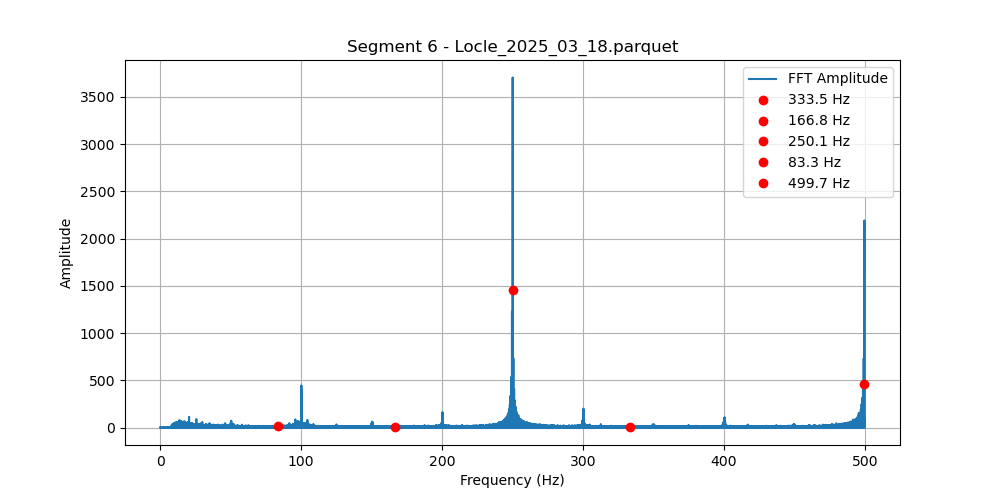 Segment 6 - Locle_2025_03_18.parquet
FFT Amplitude
333.5 Hz
166.8 Hz
250.1 Hz
83.3 Hz
499.7 Hz
3500
3000
2500
2000
1500
1000
500
0
Amplitude
0 100 200 300 400 500
Frequency (Hz)